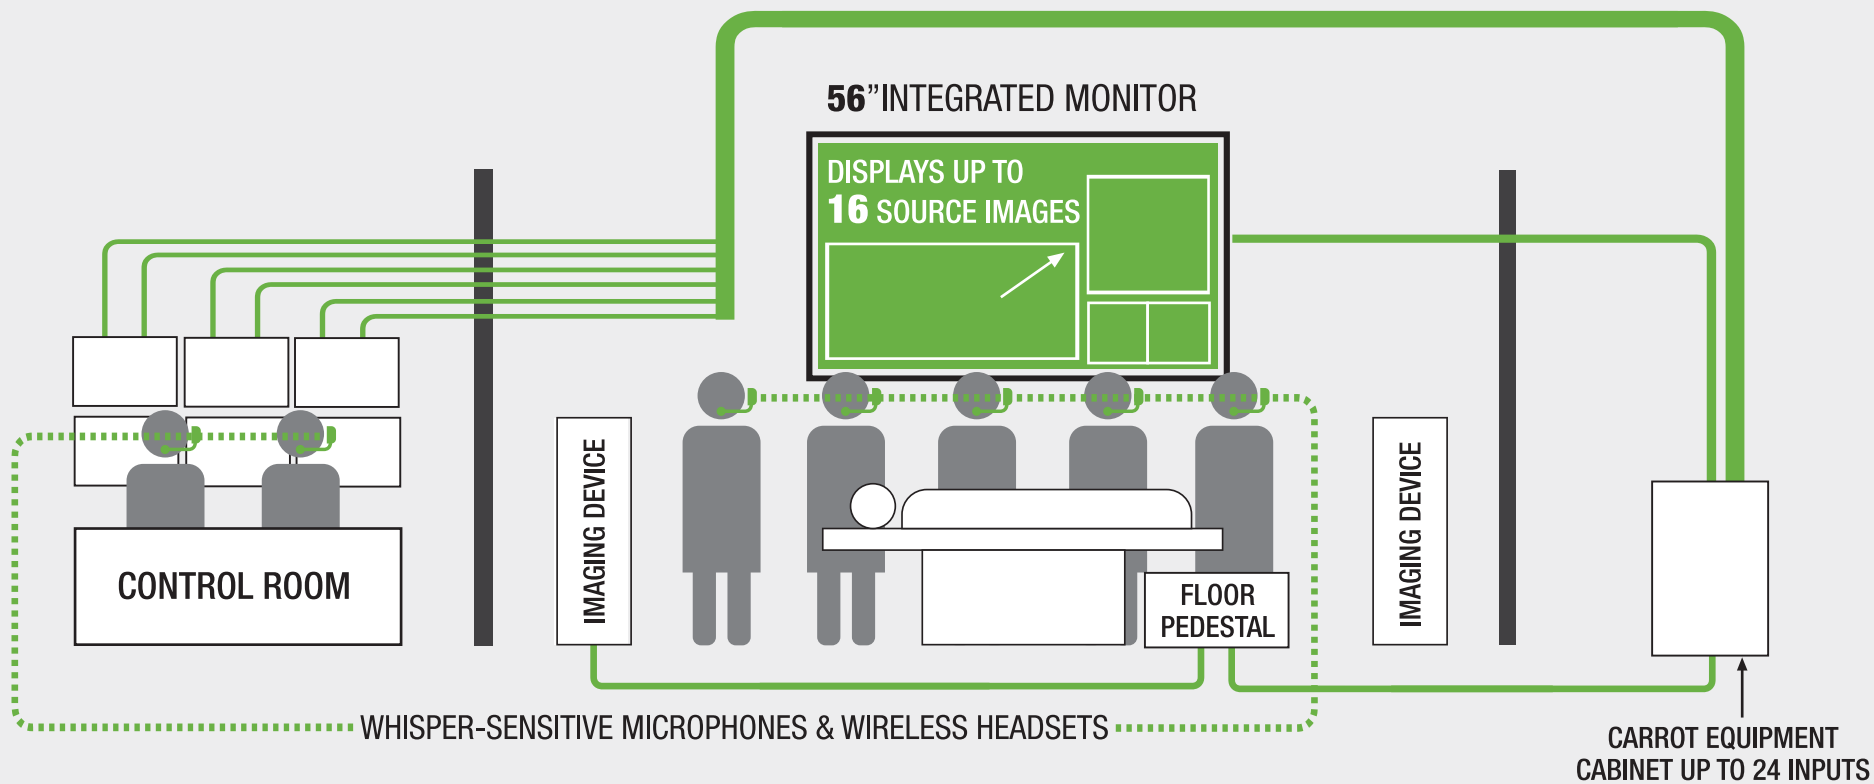 56”INTEGRATED MONITOR
DISPLAYS UP TO
16 SOURCE IMAGES
CONTROL ROOM
IMAGING DEVICE
FLOOR
PEDESTAL
IMAGING DEVICE
WHISPER-SENSITIVE MICROPHONES & WIRELESS HEADSETS
CARROT EQUIPMENT
CABINET UP TO 24 INPUTS